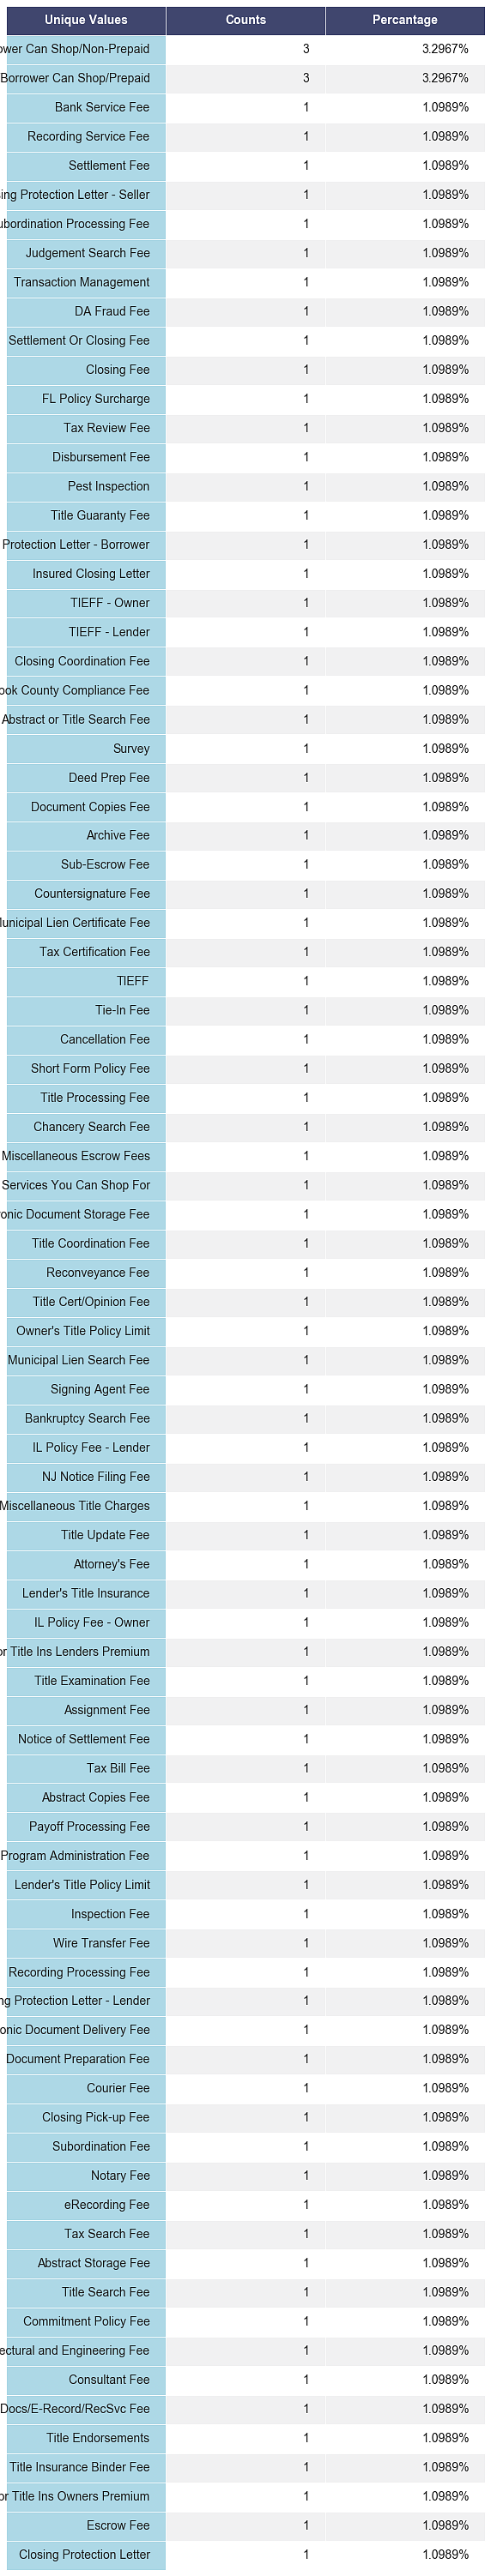 Unique Values Counts Percantage
Can Shop/Non-Prepaid 3 3.2967%
Borrower Can Shop/Prepaid 3 3.2967%
Bank Service Fee 1 1.0989%
Recording Service Fee 1 1.0989%
Settlement Fee 1 1.0989%
Protection Letter - Seller 1 1.0989%
Processing Fee 1 1.0989%
Judgement Search Fee 1 1.0989%
Transaction Management 1 1.0989%
DA Fraud Fee 1 1.0989%
Settlement Or Closing Fee 1 1.0989%
Closing Fee 1 1.0989%
FL Policy Surcharge 1 1.0989%
Tax Review Fee 1 1.0989%
Disbursement Fee 1 1.0989%
Pest Inspection 1 1.0989%
Title Guaranty Fee 1 1.0989%
Protection Letter - Borrower 1 1.0989%
Insured Closing Letter 1 1.0989%
TIEFF - Owner 1 1.0989%
TIEFF - Lender 1 1.0989%
Closing Coordination Fee 1 1.0989%
County Compliance Fee 1 1.0989%
Abstract or Title Search Fee 1 1.0989%
Survey 1 1.0989%
Deed Prep Fee 1 1.0989%
Document Copies Fee 1 1.0989%
Archive Fee 1 1.0989%
Sub-Escrow Fee 1 1.0989%
Countersignature Fee 1 1.0989%
Lien Certificate Fee 1 1.0989%
Tax Certification Fee 1 1.0989%
TIEFF 1 1.0989%
Tie-In Fee 1 1.0989%
Cancellation Fee 1 1.0989%
Short Form Policy Fee 1 1.0989%
Title Processing Fee 1 1.0989%
Chancery Search Fee 1 1.0989%
Miscellaneous Escrow Fees 1 1.0989%
Services You Can Shop For 1 1.0989%
Document Storage Fee 1 1.0989%
Title Coordination Fee 1 1.0989%
Reconveyance Fee 1 1.0989%
Title Cert/Opinion Fee 1 1.0989%
Owner's Title Policy Limit 1 1.0989%
Municipal Lien Search Fee 1 1.0989%
Signing Agent Fee 1 1.0989%
Bankruptcy Search Fee 1 1.0989%
IL Policy Fee - Lender 1 1.0989%
NJ Notice Filing Fee 1 1.0989%
Miscellaneous Title Charges 1 1.0989%
Title Update Fee 1 1.0989%
Attorney's Fee 1 1.0989%
Lender's Title Insurance 1 1.0989%
IL Policy Fee - Owner 1 1.0989%
Title Ins Lenders Premium 1 1.0989%
Title Examination Fee 1 1.0989%
Assignment Fee 1 1.0989%
Notice of Settlement Fee 1 1.0989%
Tax Bill Fee 1 1.0989%
Abstract Copies Fee 1 1.0989%
Payoff Processing Fee 1 1.0989%
Program Administration Fee 1 1.0989%
Lender's Title Policy Limit 1 1.0989%
Inspection Fee 1 1.0989%
Wire Transfer Fee 1 1.0989%
Recording Processing Fee 1 1.0989%
Protection Letter - Lender 1 1.0989%
Document Delivery Fee 1 1.0989%
Document Preparation Fee 1 1.0989%
Courier Fee 1 1.0989%
Closing Pick-up Fee 1 1.0989%
Subordination Fee 1 1.0989%
Notary Fee 1 1.0989%
eRecording Fee 1 1.0989%
Tax Search Fee 1 1.0989%
Abstract Storage Fee 1 1.0989%
Title Search Fee 1 1.0989%
Commitment Policy Fee 1 1.0989%
and Engineering Fee 1 1.0989%
Consultant Fee 1 1.0989%
Docs/E-Record/RecSvc Fee 1 1.0989%
Title Endorsements 1 1.0989%
Title Insurance Binder Fee 1 1.0989%
Title Ins Owners Premium 1 1.0989%
Escrow Fee 1 1.0989%
Closing Protection Letter 1 1.0989%